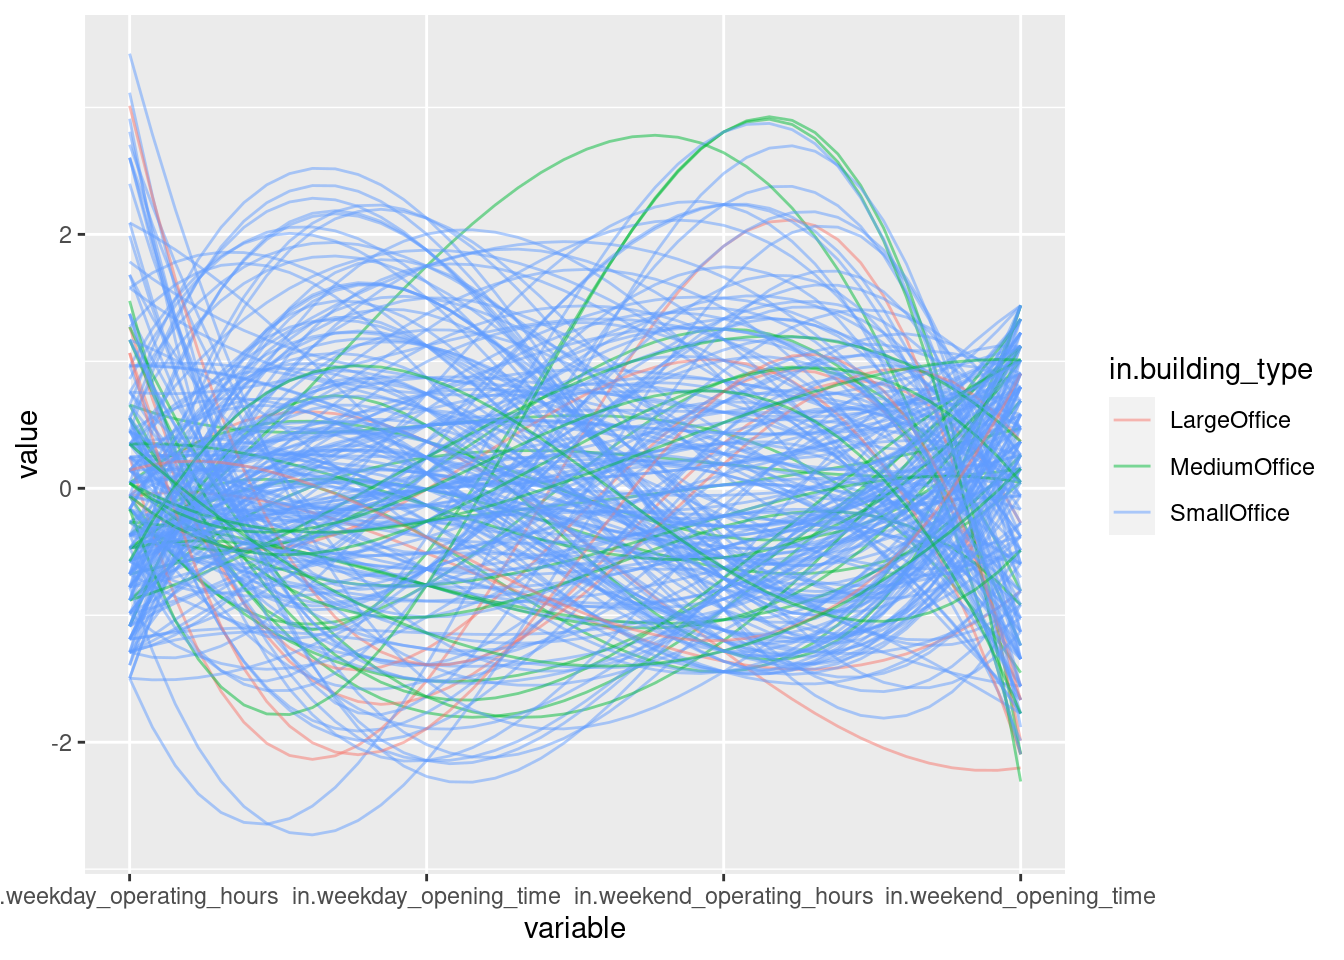 2
0
-2
value
.weekday_operating_hours in.weekday_opening_time in.weekend_operating_hours in.weekend_opening_time
variable
in.building_type
LargeOffice
MediumOffice
SmallOffice